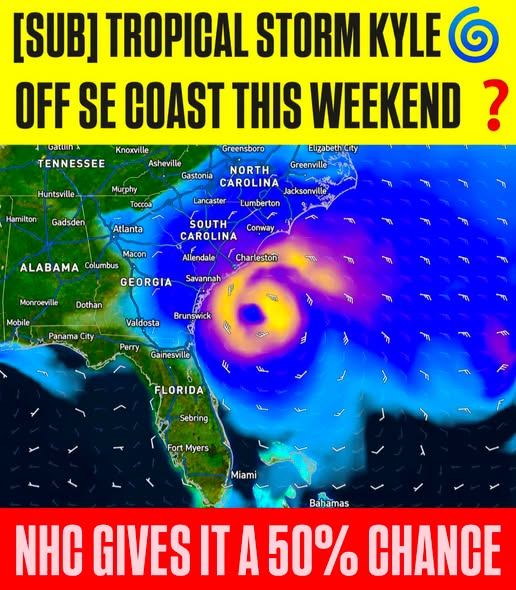 [SUB] TROPICAL STORM KYLE 🌀
OFF SE COAST THIS WEEKEND ❓
Gatlin
Knoxville
Greensboro
Elizabeth City
TENNESSEE
Asheville
Greenville
Gastonia
NORTH
CAROLINA
Huntsville
Murphy
Jacksonville
Toccoa
Lancaster
Lumberton
Hamilton
Gadsden
Atlanta
SOUTH
CAROLINA
Conway
Macon
Allendale
Charleston
ALABAMA
Columbus
GEORGIA
Savannah
Monroeville
Dothan
Brunswick
Mobile
Valdosta
Panama City
Perry
Gainesville
FLORIDA
Sebring
Fort Myers
Miami
Bahamas
NHC GIVES IT A 50% CHANCE